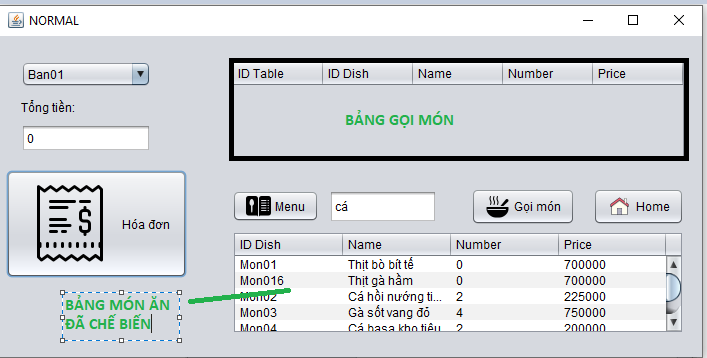 NORMAL
Ban01
Tổng tiền:
0
Hóa đơn
ID Table ID Dish Name Number Price
BẢNG GỌI MÓN
Menu cá Gọi món Home
ID Dish Name Number Price
Mon01 Thịt bò bít tế 0 700000
Mon016 Thịt gà hầm 0 700000
Mon02 Cá hồi nướng ti... 2 225000
Mon03 Gà sốt vang đỏ 4 750000
Mon04 Cá basa kho tiêu 2 200000
BẢNG MÓN ĂN
ĐÃ CHẾ BIẾN